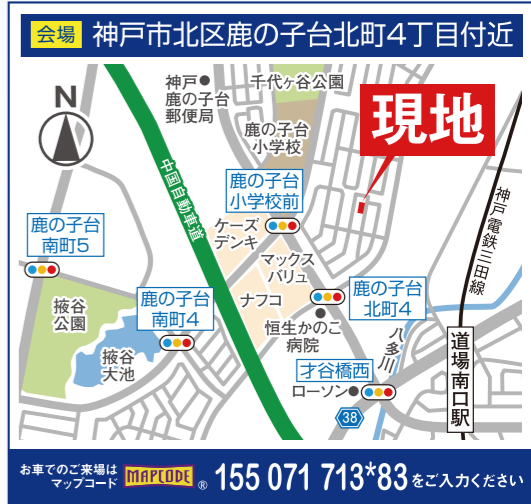 会場 神戸市北区鹿の子台北町4丁目付近
N
神戸
鹿の子台
郵便局
千代ヶ谷公園
鹿の子台
小学校
現地
中国自動車道
鹿の子台
小学校前
神戸電鉄三田線
鹿の子台
南町5
ケーズ
デンキ
マックス
バリュ
鹿の子台
南町4
ナフコ
鹿の子台
北町4
掖谷
公園
掖谷
大池
恒生かのこ
病院
八多川
道場南口駅
才谷橋西
ローソン
38
お車でのご来場は
マップコード MAPCODE ® 155 071 713*83 をご入力ください